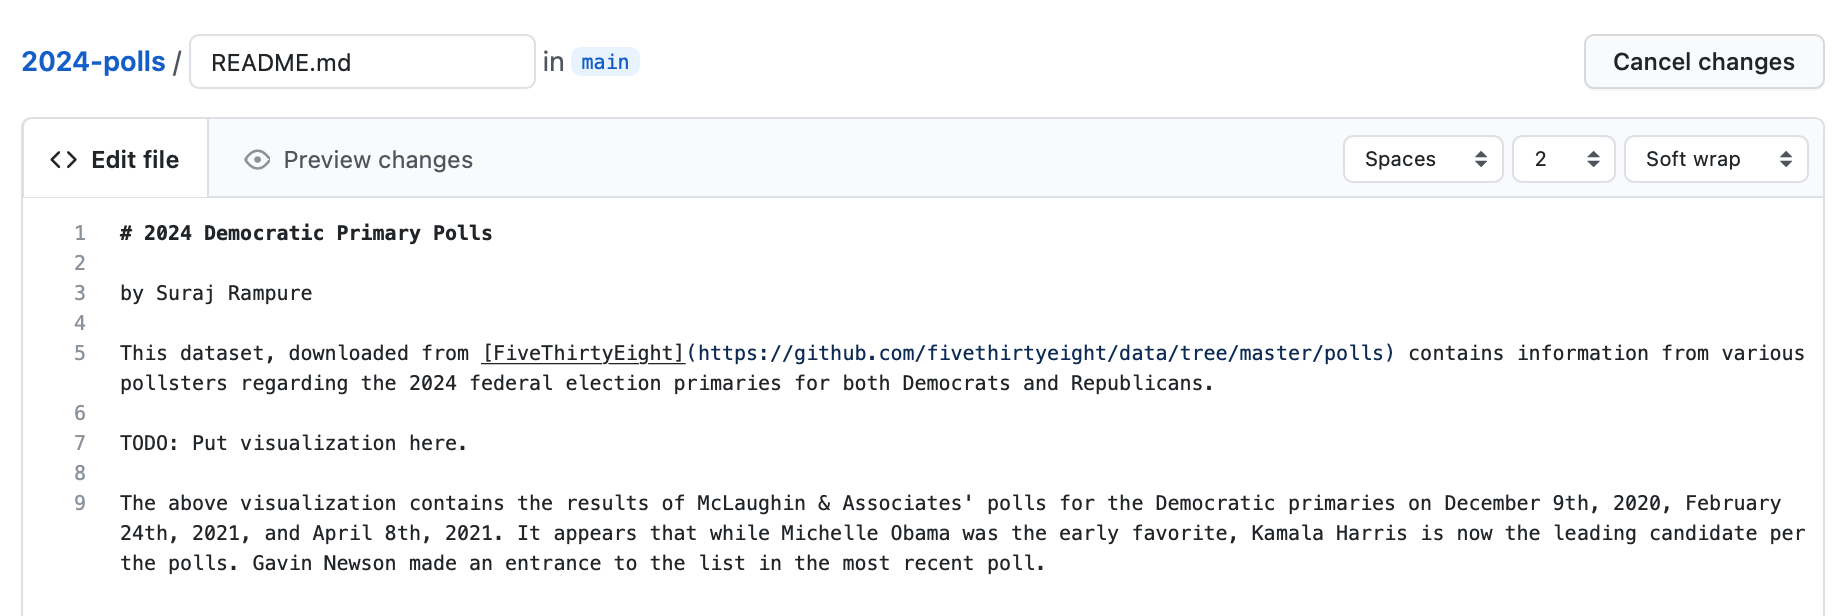 2024-polls / README.md in main
Cancel changes
<> Edit file
Preview changes
Spaces
2
Soft wrap
1 # 2024 Democratic Primary Polls
2
3 by Suraj Rampure
4
5 This dataset, downloaded from [FiveThirtyEight](https://github.com/fivethirtyeight/data/tree/master/polls) contains information from various
pollsters regarding the 2024 federal election primaries for both Democrats and Republicans.
6
7 TODO: Put visualization here.
8
9 The above visualization contains the results of McLaughin & Associates' polls for the Democratic primaries on December 9th, 2020, February
24th, 2021, and April 8th, 2021. It appears that while Michelle Obama was the early favorite, Kamala Harris is now the leading candidate per
the polls. Gavin Newson made an entrance to the list in the most recent poll.